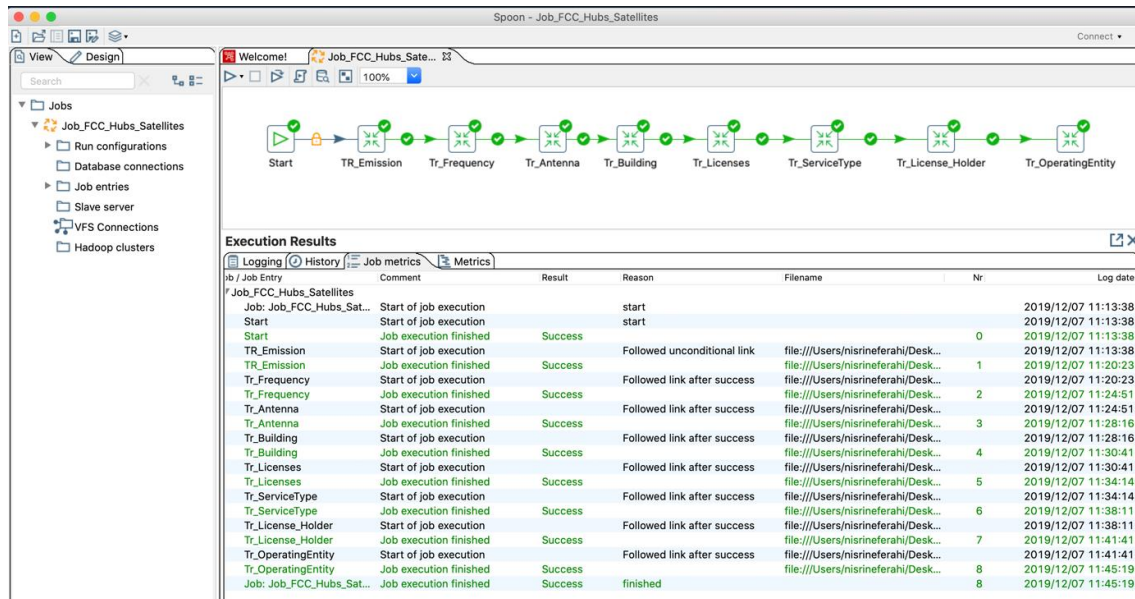 Spoon - Job_FCC_Hubs_Satellites
Connect
View Design
Welcome! Job_FCC_Hubs_Sate...
Search
100%
Jobs
Job_FCC_Hubs_Satellites
Run configurations
Database connections
Job entries
Slave server
VFS Connections
Hadoop clusters
Start TR_Emission Tr_Frequency Tr_Antenna Tr_Building Tr_Licenses Tr_ServiceType Tr_License_Holder Tr_OperatingEntity
Execution Results
Logging History Job metrics Metrics
ob / Job Entry Comment Result Reason Filename Nr Log date
Job_FCC_Hubs_Satellites
Job: Job_FCC_Hubs_Sat... Start of job execution start 2019/12/07 11:13:38
Start Start of job execution start 2019/12/07 11:13:38
Start Job execution finished Success 0 2019/12/07 11:13:38
TR_Emission Start of job execution Followed unconditional link file:///Users/nisrineferahi/Desk... 2019/12/07 11:13:38
TR_Emission Job execution finished Success file:///Users/nisrineferahi/Desk... 1 2019/12/07 11:20:23
Tr_Frequency Start of job execution Followed link after success file:///Users/nisrineferahi/Desk... 2019/12/07 11:20:23
Tr_Frequency Job execution finished Success file:///Users/nisrineferahi/Desk... 2 2019/12/07 11:24:51
Tr_Antenna Start of job execution Followed link after success file:///Users/nisrineferahi/Desk... 2019/12/07 11:24:51
Tr_Antenna Job execution finished Success file:///Users/nisrineferahi/Desk... 3 2019/12/07 11:28:16
Tr_Building Start of job execution Followed link after success file:///Users/nisrineferahi/Desk... 2019/12/07 11:28:16
Tr_Building Job execution finished Success file:///Users/nisrineferahi/Desk... 4 2019/12/07 11:30:41
Tr_Licenses Start of job execution Followed link after success file:///Users/nisrineferahi/Desk... 2019/12/07 11:30:41
Tr_Licenses Job execution finished Success file:///Users/nisrineferahi/Desk... 5 2019/12/07 11:34:14
Tr_ServiceType Start of job execution Followed link after success file:///Users/nisrineferahi/Desk... 2019/12/07 11:34:14
Tr_ServiceType Job execution finished Success file:///Users/nisrineferahi/Desk... 6 2019/12/07 11:38:11
Tr_License_Holder Start of job execution Followed link after success file:///Users/nisrineferahi/Desk... 2019/12/07 11:38:11
Tr_License_Holder Job execution finished Success file:///Users/nisrineferahi/Desk... 7 2019/12/07 11:41:41
Tr_OperatingEntity Start of job execution Followed link after success file:///Users/nisrineferahi/Desk... 2019/12/07 11:41:41
Tr_OperatingEntity Job execution finished Success file:///Users/nisrineferahi/Desk... 8 2019/12/07 11:45:19
Job: Job_FCC_Hubs_Sat... Job execution finished Success finished 8 2019/12/07 11:45:19